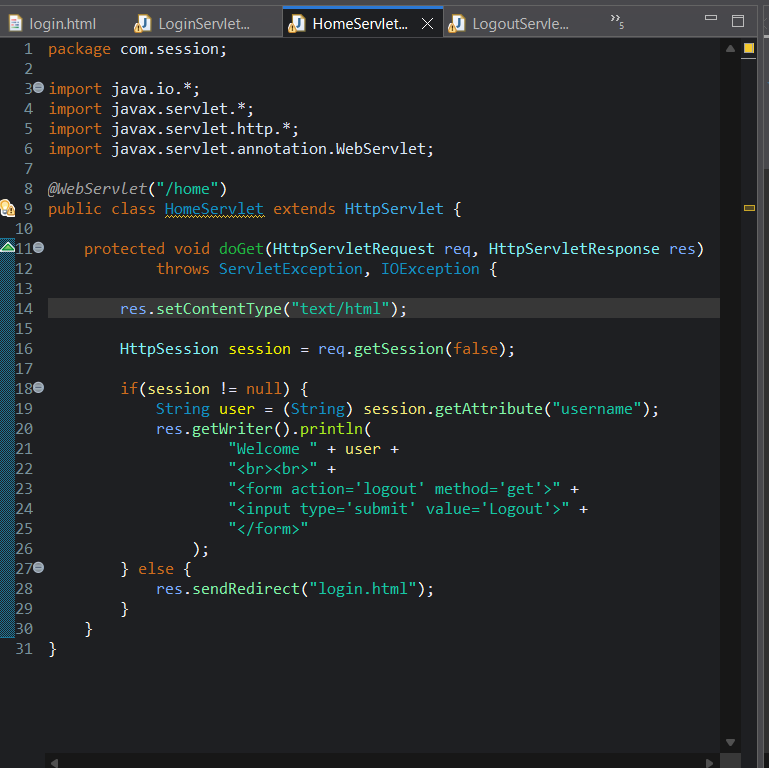 login.html LoginServlet... HomeServlet... LogoutServle... »5
1 package com.session;
2
3 import java.io.*;
4 import javax.servlet.*;
5 import javax.servlet.http.*;
6 import javax.servlet.annotation.WebServlet;
7
8 @WebServlet("/home")
9 public class HomeServlet extends HttpServlet {
10
11     protected void doGet(HttpServletRequest req, HttpServletResponse res)
12             throws ServletException, IOException {
13
14         res.setContentType("text/html");
15
16         HttpSession session = req.getSession(false);
17
18         if(session != null) {
19             String user = (String) session.getAttribute("username");
20             res.getWriter().println(
21                     "Welcome " + user +
22                     "<br><br>" +
23                     "<form action='logout' method='get'>" +
24                     "<input type='submit' value='Logout'>" +
25                     "</form>"
26                 );
27         } else {
28             res.sendRedirect("login.html");
29         }
30     }
31 }